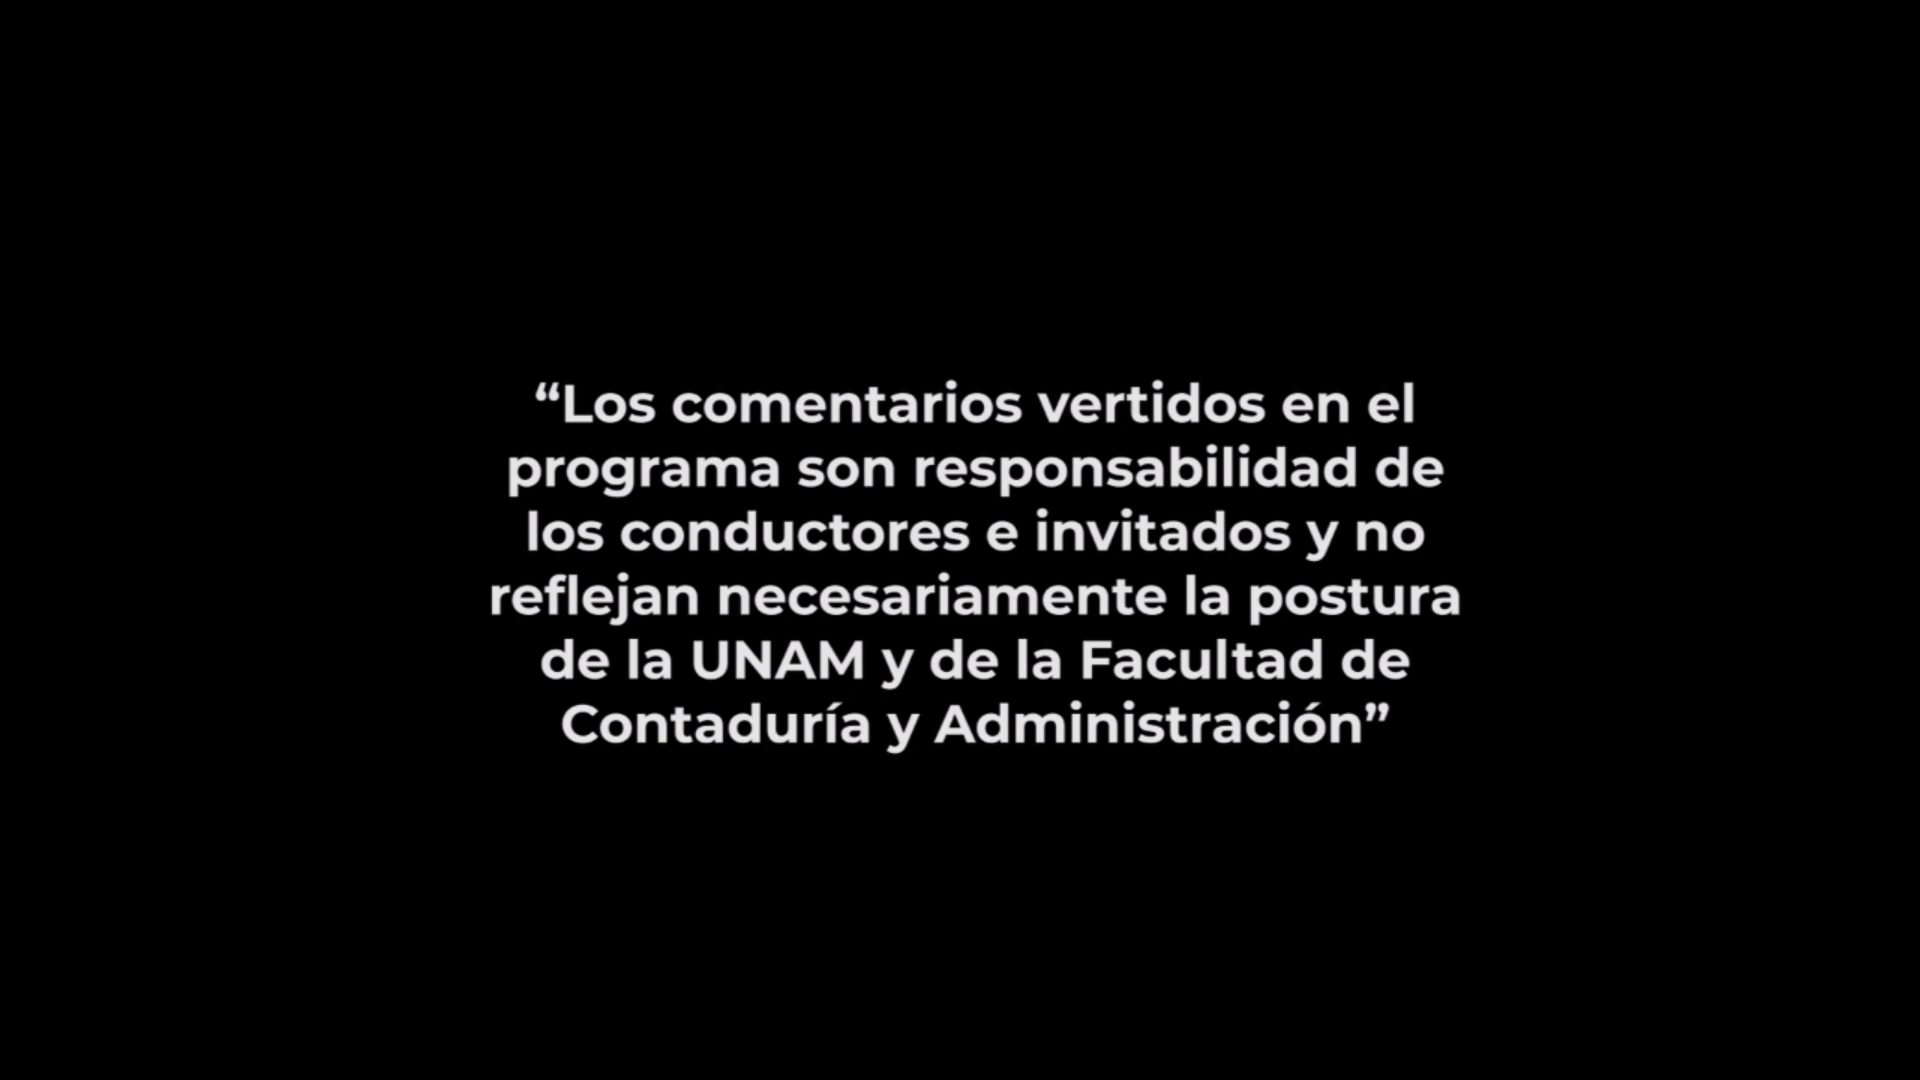 “Los comentarios vertidos en el
programa son responsabilidad de
los conductores e invitados y no
reflejan necesariamente la postura
de la UNAM y de la Facultad de
Contaduría y Administración”